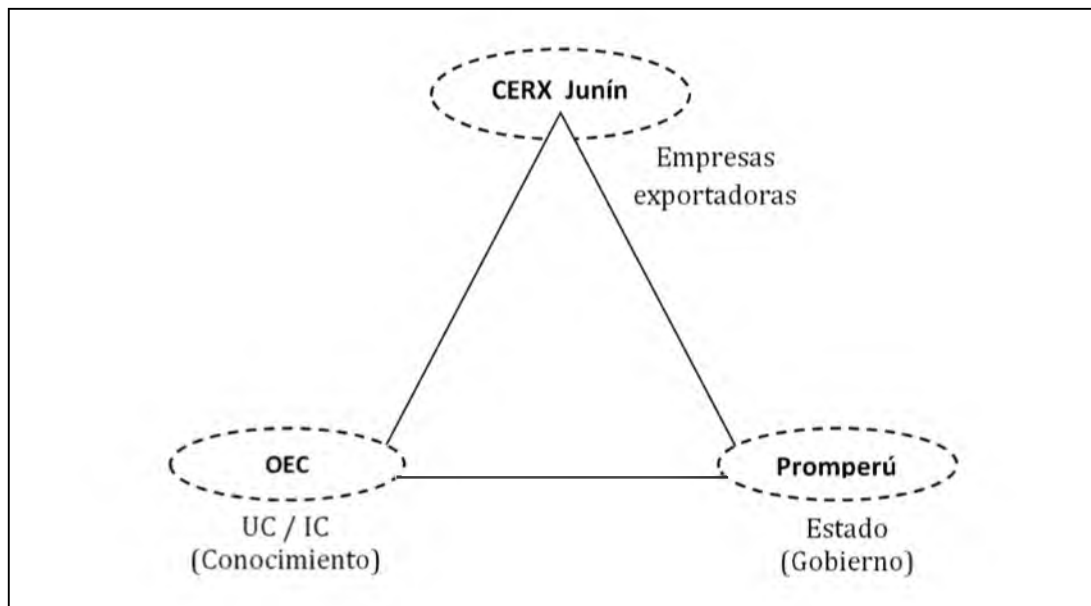 CERX Junín
Empresas
exportadoras
OEC
Promperú
UC / IC
(Conocimiento)
Estado
(Gobierno)